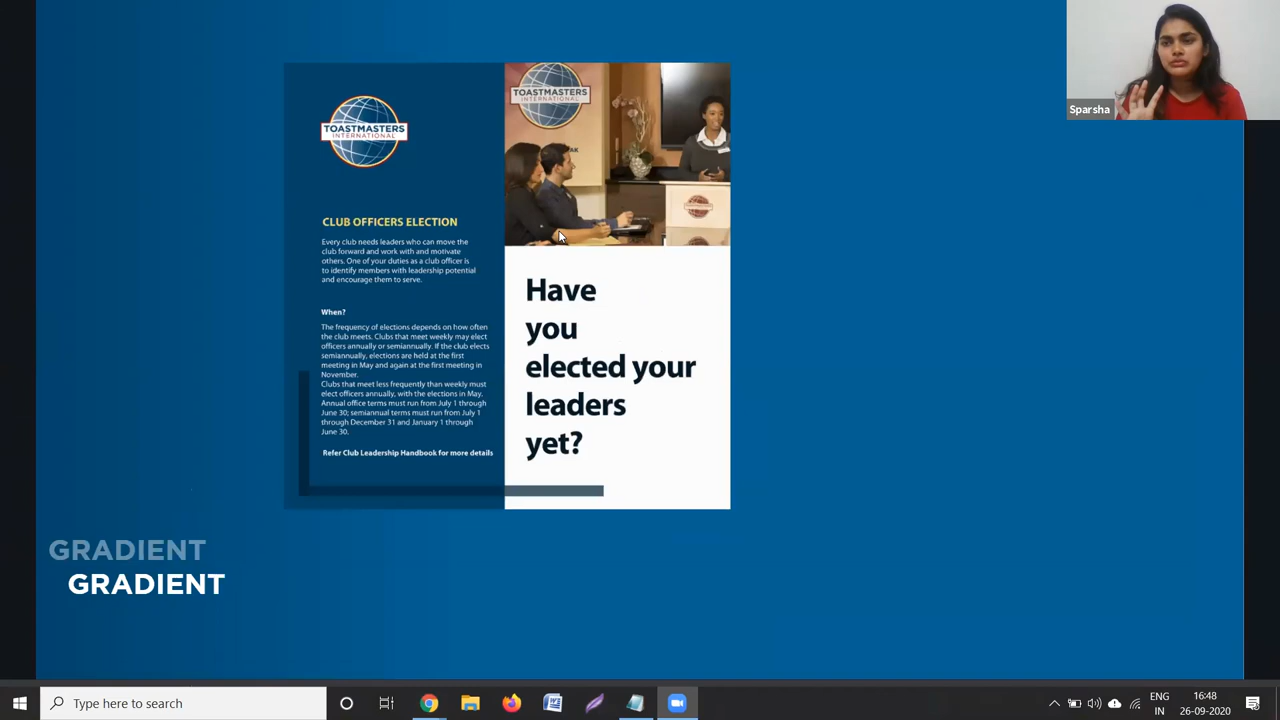 Sparsha
TOASTMASTERS
INTERNATIONAL
TOASTMASTERS
INTERNATIONAL
CLUB OFFICERS ELECTION
Every club needs leaders who can move the
club forward and work with and motivate
others. One of your duties as a club officer is
to identify members with leadership potential
and encourage them to serve.
When?
The frequency of elections depends on how often
the club meets. Clubs that meet weekly may elect
officers annually or semiannually. If the club elects
semiannually, elections are held at the first
meeting in May and again at the first meeting in
November.
Clubs that meet less frequently than weekly must
elect officers annually, with the elections in May.
Annual office terms must run from July 1 through
June 30; semiannual terms must run from July 1
through December 31 and January 1 through
June 30.
Refer Club Leadership Handbook for more details
Have
you
elected your
leaders
yet?
GRADIENT
GRADIENT
Type here to search
ENG
IN
16:48
26-09-2020